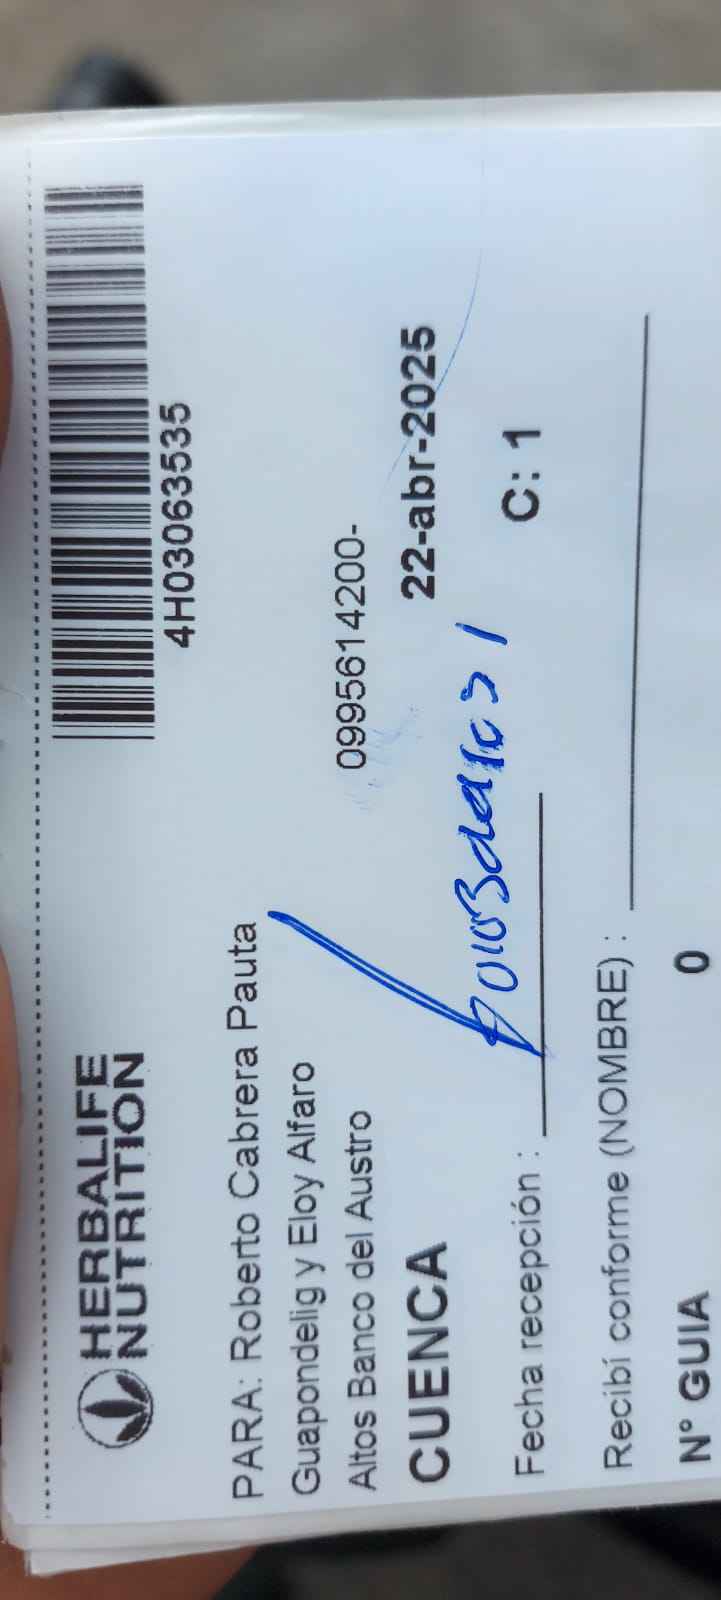 HERBALIFE
NUTRITION
4H03063535
PARA: Roberto Cabrera Pauta
Guapondelig y Eloy Alfaro
Altos Banco del Austro
0995614200-
CUENCA
22-abr-2025
Fecha recepción :
C: 1
Recibí conforme (NOMBRE) :
N° GUIA 0